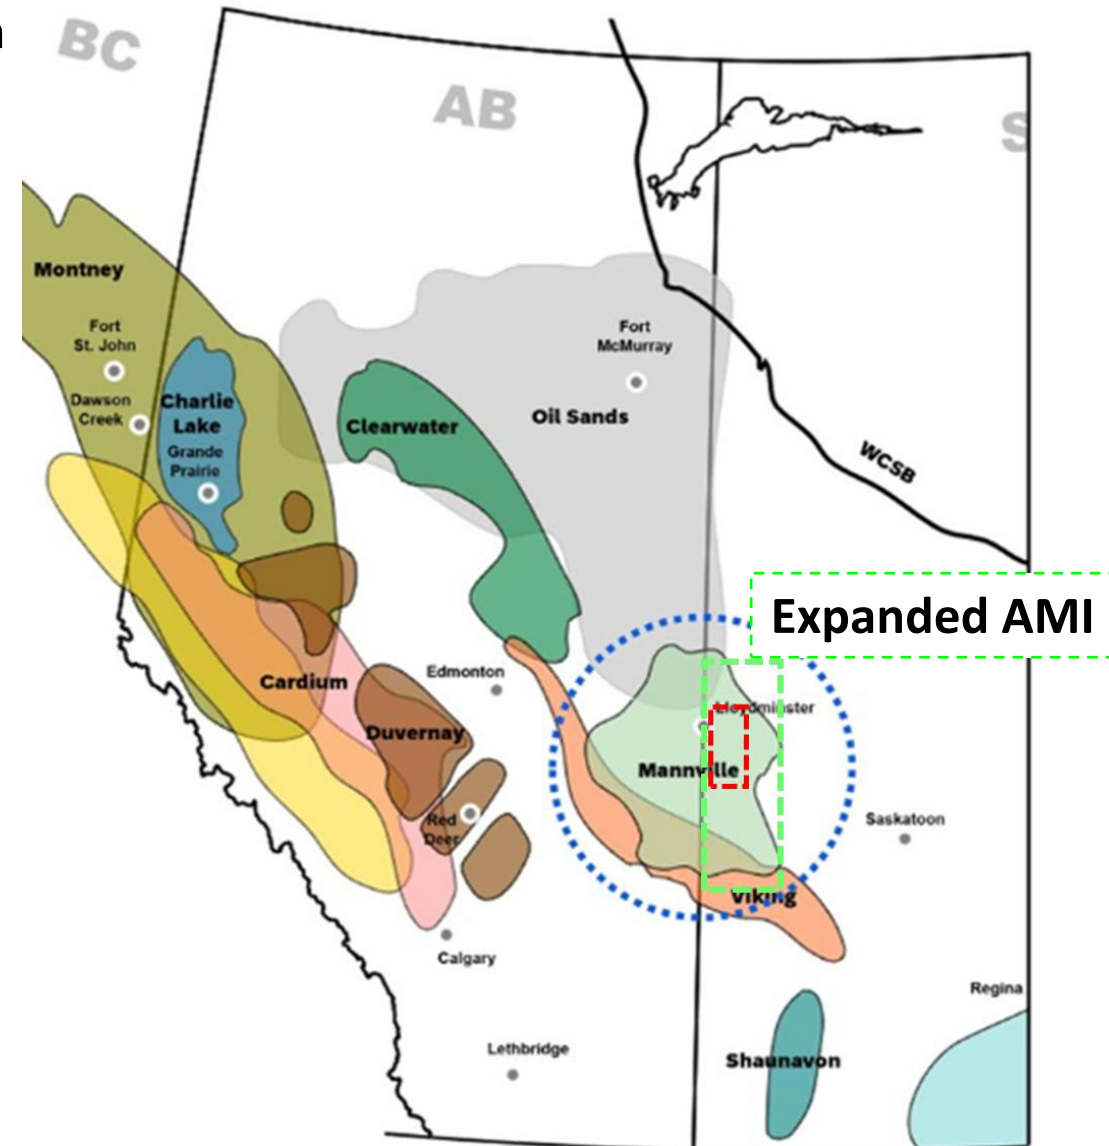 BC
AB
S
Montney
Fort
St. John
Fort
McMurray
Dawson
Creek
Charlie
Lake
Grande
Prairie
Clearwater
Oil Sands
WCSB
Expanded AMI
Edmonton
Cardium
Lloydminster
Duvernay
Mannville
Red
Deer
Saskatoon
Viking
Calgary
Regina
Lethbridge
Shaunavon